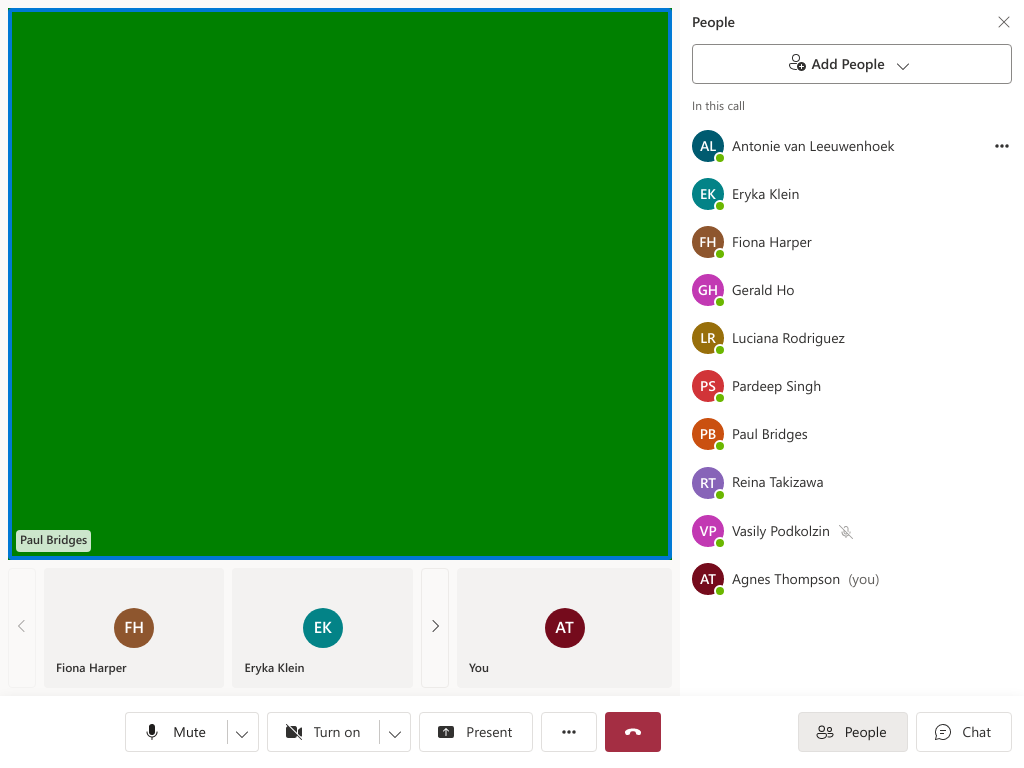 Paul Bridges
FH
Fiona Harper
EK
Eryka Klein
AT
You
People
Add People
In this call
AL Antonie van Leeuwenhoek
EK Eryka Klein
FH Fiona Harper
GH Gerald Ho
LR Luciana Rodriguez
PS Pardeep Singh
PB Paul Bridges
RT Reina Takizawa
VP Vasily Podkolzin
AT Agnes Thompson (you)
Mute
Turn on
Present
People
Chat